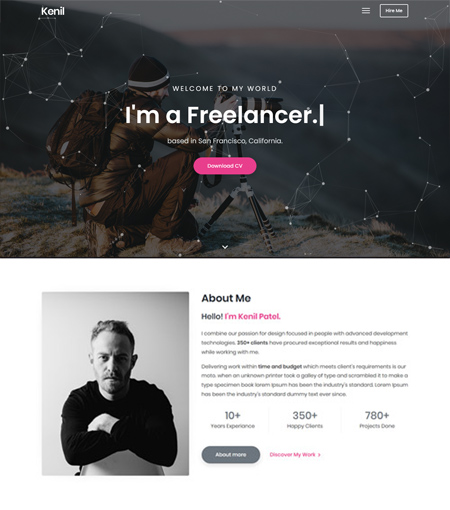 Kenil
Hire Me
WELCOME TO MY WORLD
I'm a Freelancer.|
based in San Francisco, California.
Download CV
About Me
Hello! I'm Kenil Patel.
I combine our passion for design focused in people with advanced development
technologies. 350+ clients have procured exceptional results and happiness
while working with me.
Delivering work within time and budget which meets client's requirements is our
moto. when an unknown printer took a galley of type and scrambled it to make a
type specimen book lorem Ipsum has been the industry's standard. Lorem Ipsum
has been the industry's standard dummy text ever since.
10+
350+
780+
Years Experiance
Happy Clients
Projects Done
About more
Discover My Work >